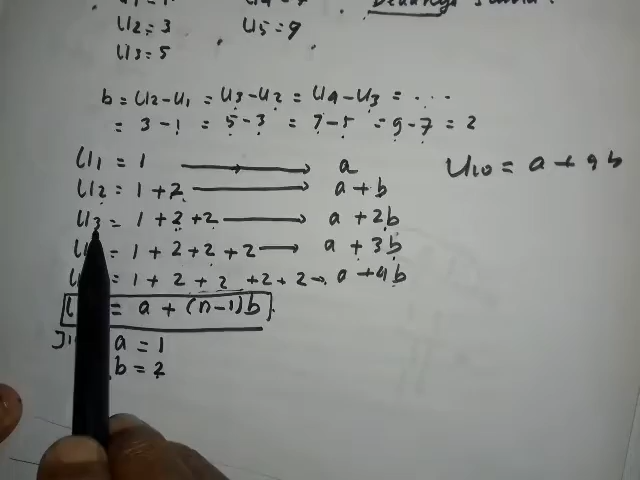 U2 = 3 U5 = 9
U3 = 5
b = U2 - U1 = U3 - U2 = U4 - U3 = ....
= 3 - 1 = 5 - 3 = 7 - 5 = 9 - 7 = 2
U1 = 1 → a
U2 = 1 + 2 → a + b
U10 = a + 9b
U3 = 1 + 2 + 2 → a + 2b
U = 1 + 2 + 2 + 2 → a + 3b
U = 1 + 2 + 2 + 2 + 2 → a + 4b
= a + (n - 1) b
a = 1
b = 2